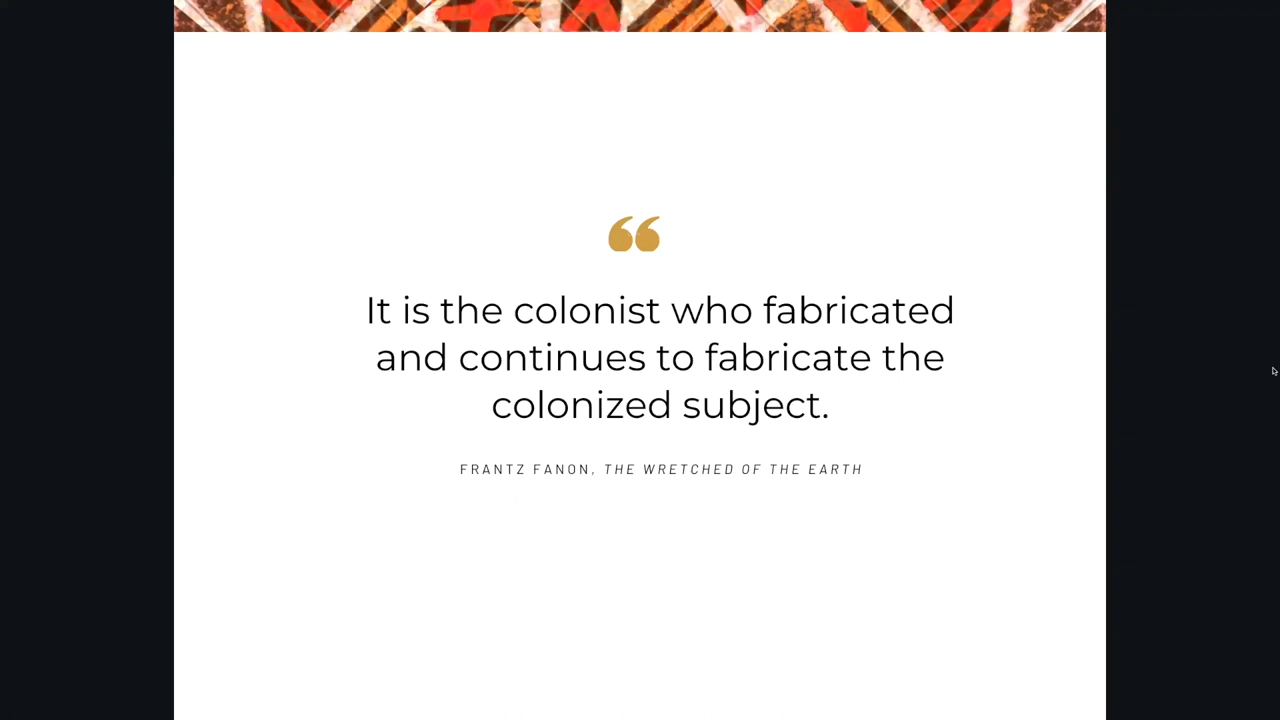 “
It is the colonist who fabricated
and continues to fabricate the
colonized subject.
FRANTZ FANON, THE WRETCHED OF THE EARTH